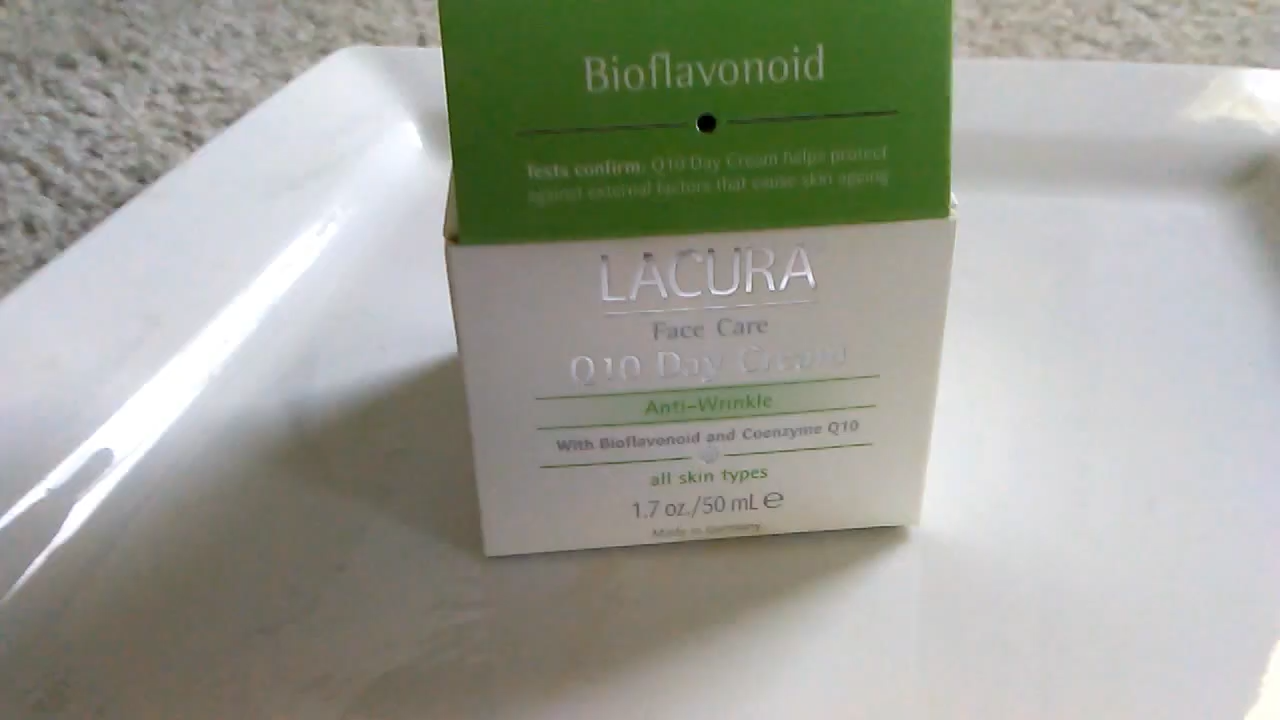 Bioflavonoid
Tests confirm: Q10 Day Cream helps protect
against external factors that cause skin ageing
LACURA
Face Care
Q10 Day Cream
Anti-Wrinkle
With Bioflavonoid and Coenzyme Q10
all skin types
1.7 oz./50 mL ℮
Made in Germany